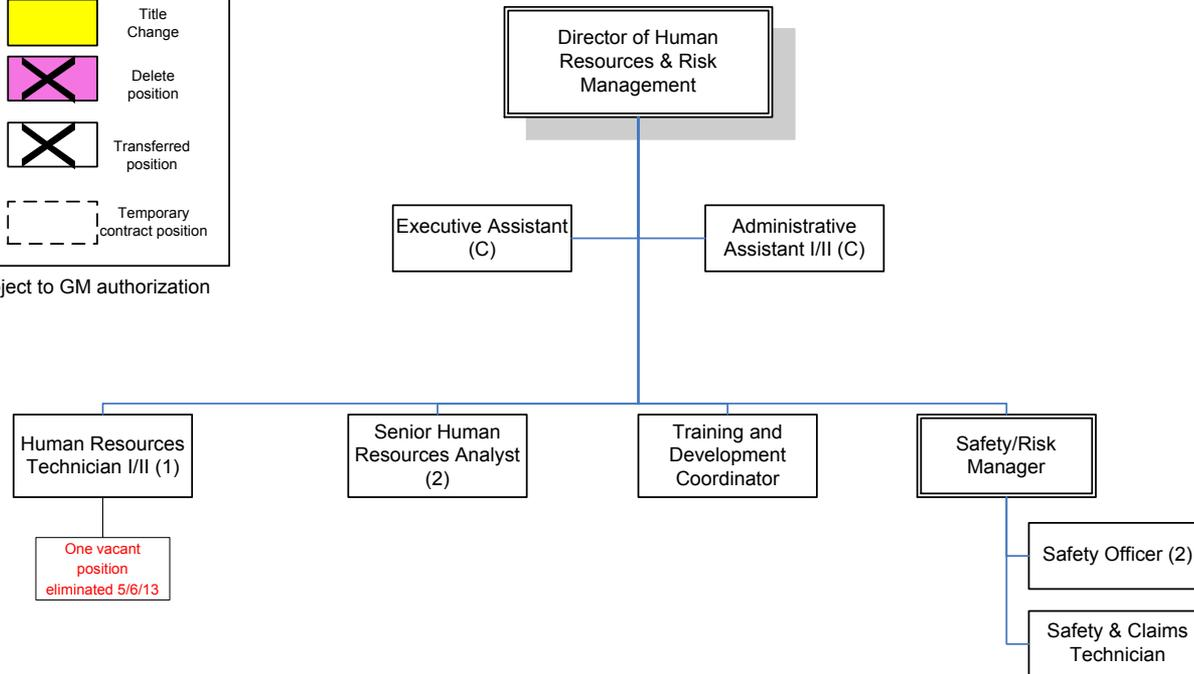 Title
Change
Delete
position
Transferred
position
Temporary
contract position
ject to GM authorization
Director of Human
Resources & Risk
Management
Executive Assistant
(C)
Administrative
Assistant I/II (C)
Human Resources
Technician I/II (1)
One vacant
position
eliminated 5/6/13
Senior Human
Resources Analyst
(2)
Training and
Development
Coordinator
Safety/Risk
Manager
Safety Officer (2)
Safety & Claims
Technician